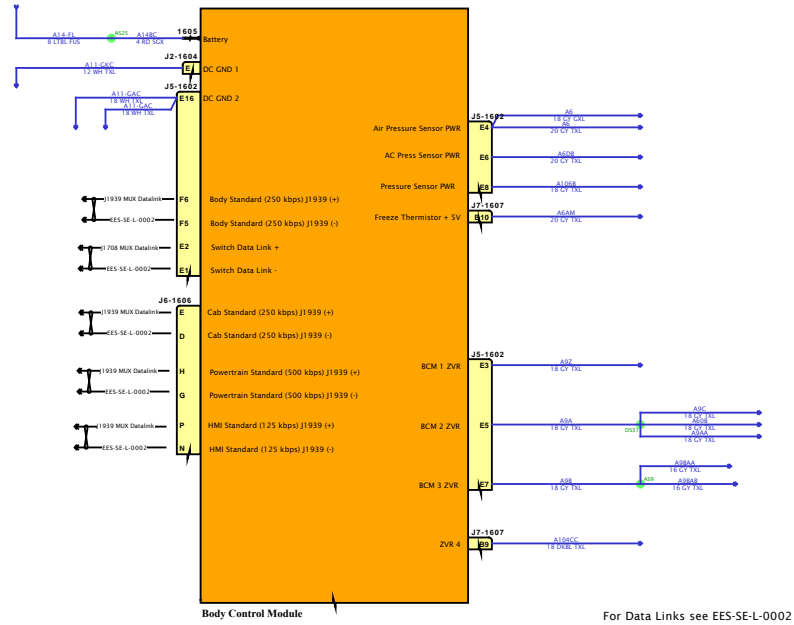 A14-FL
8 LTBL FUS
AS25
A14BC
4 RD SGX
1605
Battery
J2-1604
A11-GKC
12 WH TXL
E
DC GND 1
J5-1602
A11-GAC
18 WH TXL
A11-GAC
18 WH TXL
E16
DC GND 2
J1939 MUX Datalink
F6
Body Standard (250 kbps) J1939 (+)
EES-SE-L-0002
F5
Body Standard (250 kbps) J1939 (-)
J1708 MUX Datalink
E2
Switch Data Link +
EES-SE-L-0002
E1
Switch Data Link -
J6-1606
J1939 MUX Datalink
E
Cab Standard (250 kbps) J1939 (+)
EES-SE-L-0002
D
Cab Standard (250 kbps) J1939 (-)
J1939 MUX Datalink
H
Powertrain Standard (500 kbps) J1939 (+)
EES-SE-L-0002
G
Powertrain Standard (500 kbps) J1939 (-)
J1939 MUX Datalink
P
HMI Standard (125 kbps) J1939 (+)
EES-SE-L-0002
N
HMI Standard (125 kbps) J1939 (-)
J5-1602
Air Pressure Sensor PWR
E4
A6
18 GY GXL
A6
20 GY TXL
AC Press Sensor PWR
E6
A6DB
20 GY TXL
Pressure Sensor PWR
E8
A106B
18 GY TXL
J7-1607
Freeze Thermistor + 5V
B10
A6AM
20 GY TXL
J5-1602
BCM 1 ZVR
E3
A9Z
18 GY TXL
BCM 2 ZVR
E5
A9A
18 GY TXL
A9C
18 GY TXL
A60B
18 GY TXL
A9AA
18 GY TXL
BCM 3 ZVR
E7
A98
18 GY TXL
AS9
A98AA
16 GY TXL
A98AB
16 GY TXL
J7-1607
ZVR 4
B9
A104CC
18 DKBL TXL
Body Control Module
For Data Links see EES-SE-L-0002